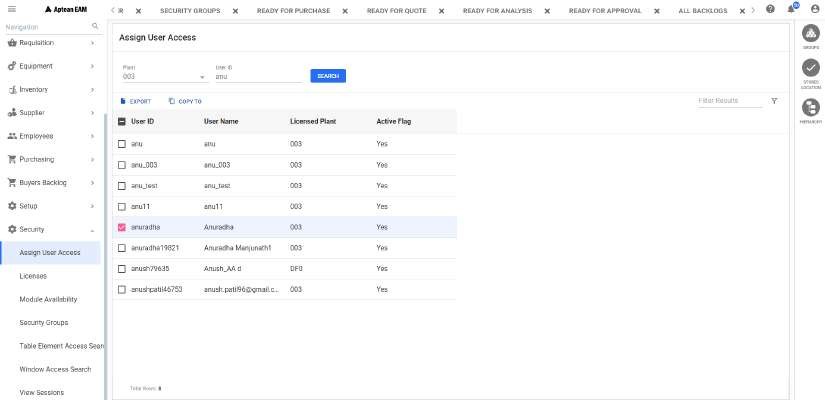 Aptean EAM
R
SECURITY GROUPS
READY FOR PURCHASE
READY FOR QUOTE
READY FOR ANALYSIS
READY FOR APPROVAL
ALL BACKLOGS
Navigation
Requisition
Equipment
Inventory
Supplier
Employees
Purchasing
Buyers Backlog
Setup
Security
Assign User Access
Licenses
Module Availability
Security Groups
Table Element Access Sear
Window Access Search
View Sessions
Assign User Access
Plant
003
User ID
anu
SEARCH
EXPORT
COPY TO
Filter Results
User ID User Name Licensed Plant Active Flag
anu anu 003 Yes
anu_003 anu_003 003 Yes
anu_test anu_test 003 Yes
anu11 anu11 003 Yes
anuradha Anuradha 003 Yes
anuradha19821 Anuradha Manjunath1 003 Yes
anush79635 Anush_AA d DF0 Yes
anushpatil46753 anush.patil96@gmail.c... 003 Yes
Total Rows: 8
GROUPS
STORED
LOCATION
HIERARCHY